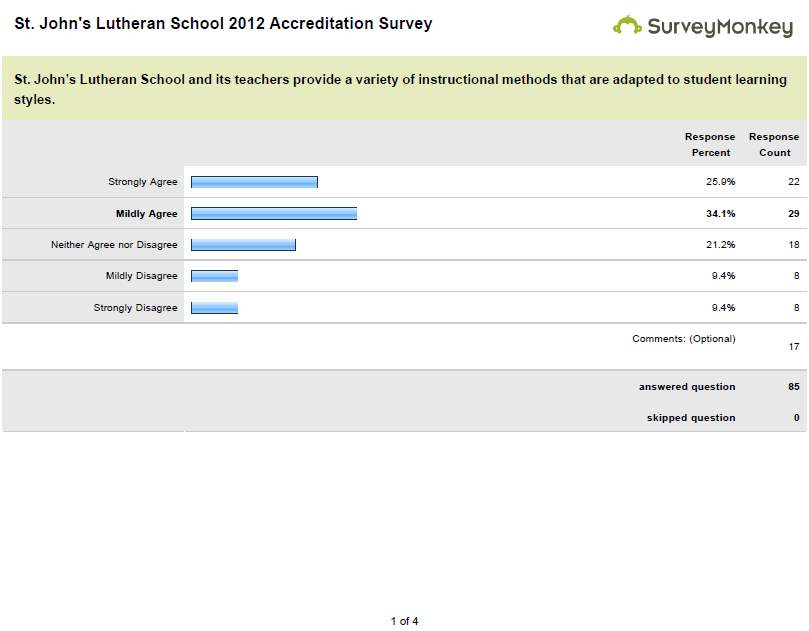 St. John's Lutheran School 2012 Accreditation Survey
SurveyMonkey
St. John's Lutheran School and its teachers provide a variety of instructional methods that are adapted to student learning
styles.
Response Percent
Response Count
Strongly Agree 25.9% 22
Mildly Agree 34.1% 29
Neither Agree nor Disagree 21.2% 18
Mildly Disagree 9.4% 8
Strongly Disagree 9.4% 8
Comments: (Optional) 17
answered question 85
skipped question 0
1 of 4